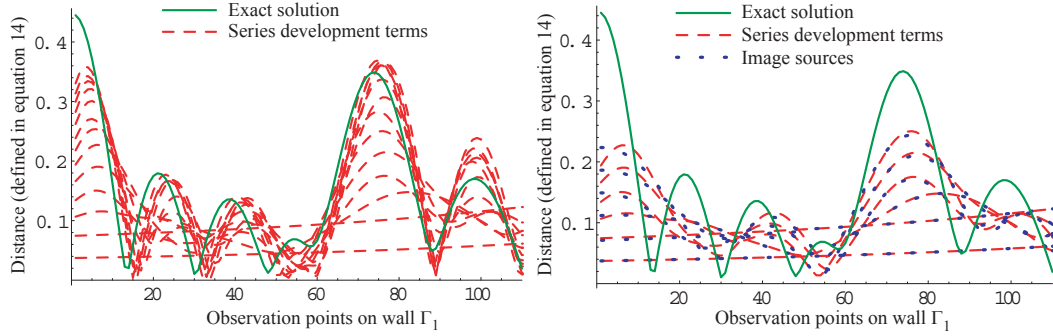 Exact solution
Series development terms
Distance (defined in equation 14)
0.4
0.3
0.2
0.1
20 40 60 80 100
Observation points on wall Γ1
Exact solution
Series development terms
Image sources
Distance (defined in equation 14)
0.4
0.3
0.2
0.1
20 40 60 80 100
Observation points on wall Γ1